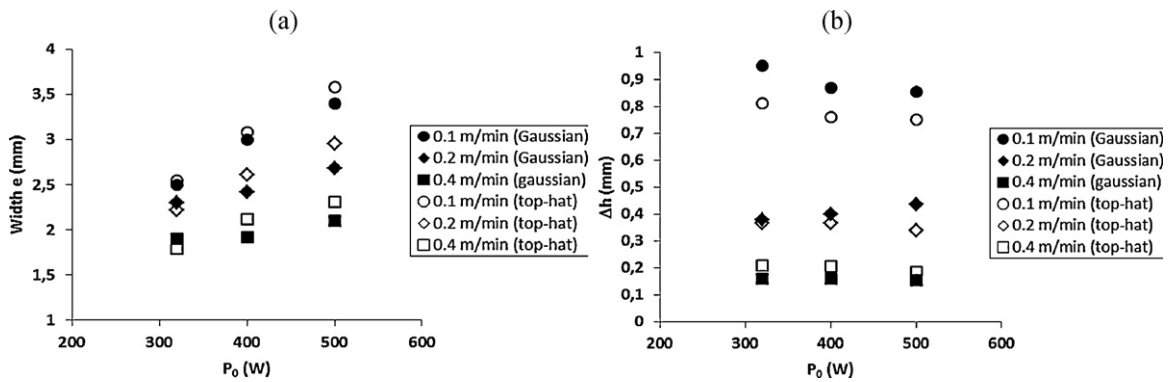 (a)
Width e (mm)
4
3,5
3
2,5
2
1,5
1
200
300
400
500
600
P0 (W)
0.1 m/min (Gaussian)
0.2 m/min (Gaussian)
0.4 m/min (gaussian)
0.1 m/min (top-hat)
0.2 m/min (top-hat)
0.4 m/min (top-hat)
(b)
Δh (mm)
1
0,9
0,8
0,7
0,6
0,5
0,4
0,3
0,2
0,1
0
200
300
400
500
600
P0 (W)
0.1 m/min (Gaussian)
0.2 m/min (Gaussian)
0.4 m/min (gaussian)
0.1 m/min (top-hat)
0.2 m/min (top-hat)
0.4 m/min (top-hat)